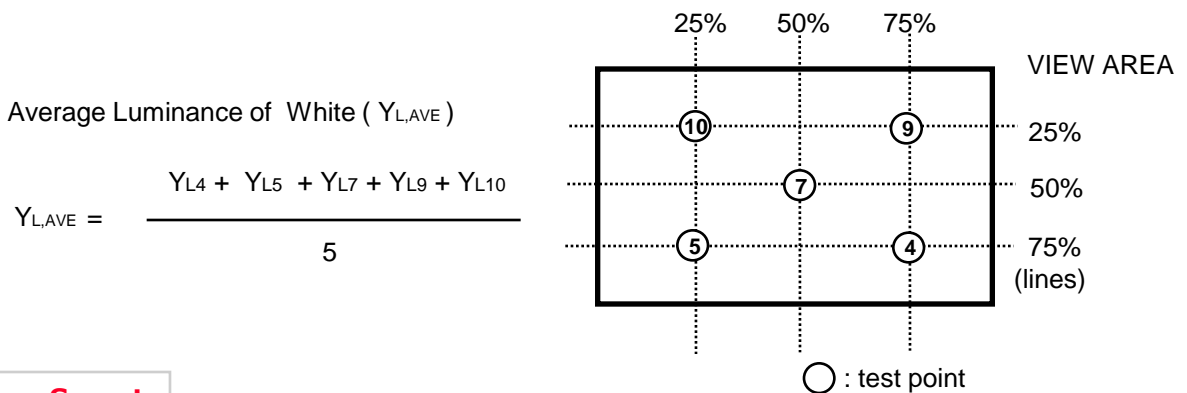 25% 50% 75%
VIEW AREA
Average Luminance of White ( YL,AVE )
10 9 25%
YL4 + YL5 + YL7 + YL9 + YL10
7 50%
YL,AVE =
5
5 4 75%
(lines)
: test point